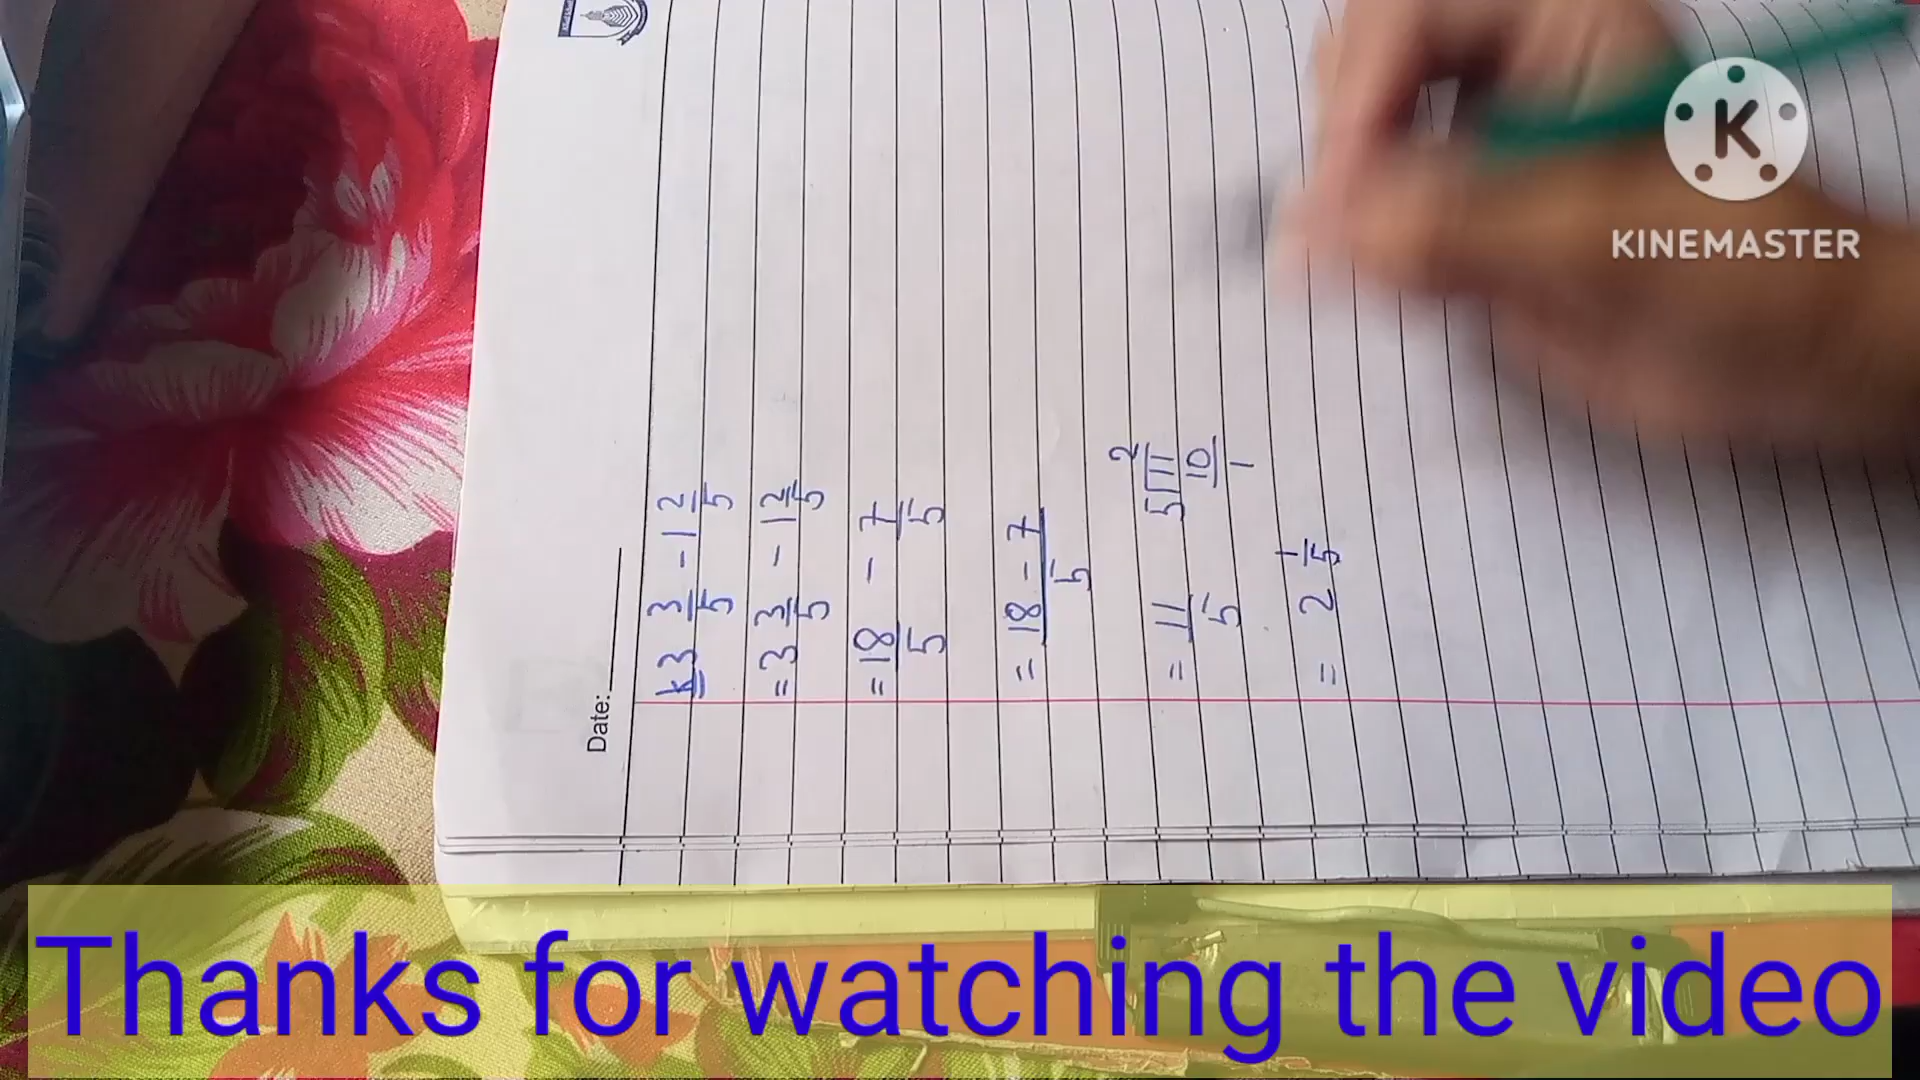 Date:
k 3 3/5 - 1 2/5
= 3 3/5 - 1 2/5
= 18/5 - 7/5
= 18 - 7/5
= 11/5
2
5 11
10
1
= 2 1/5
K
KINEMASTER
Thanks for watching the video